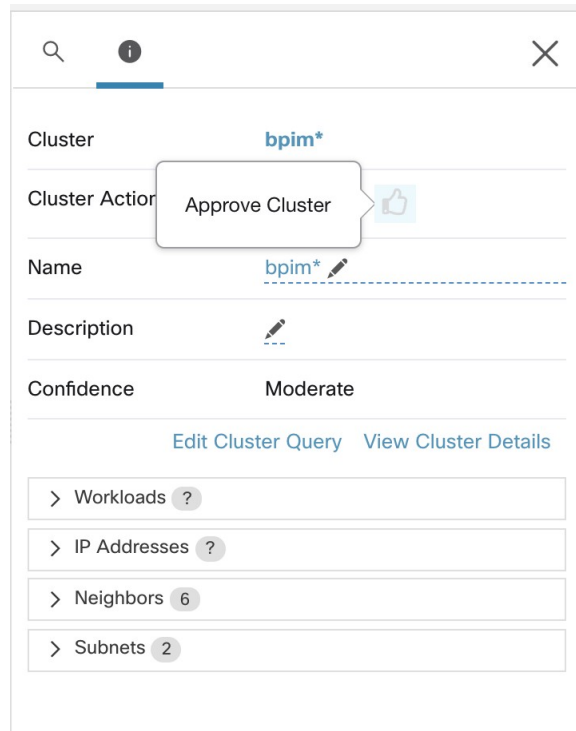 Cluster bpim*
Cluster Action
Approve Cluster
Name bpim*
Description
Confidence Moderate
Edit Cluster Query View Cluster Details
Workloads ?
IP Addresses ?
Neighbors 6
Subnets 2